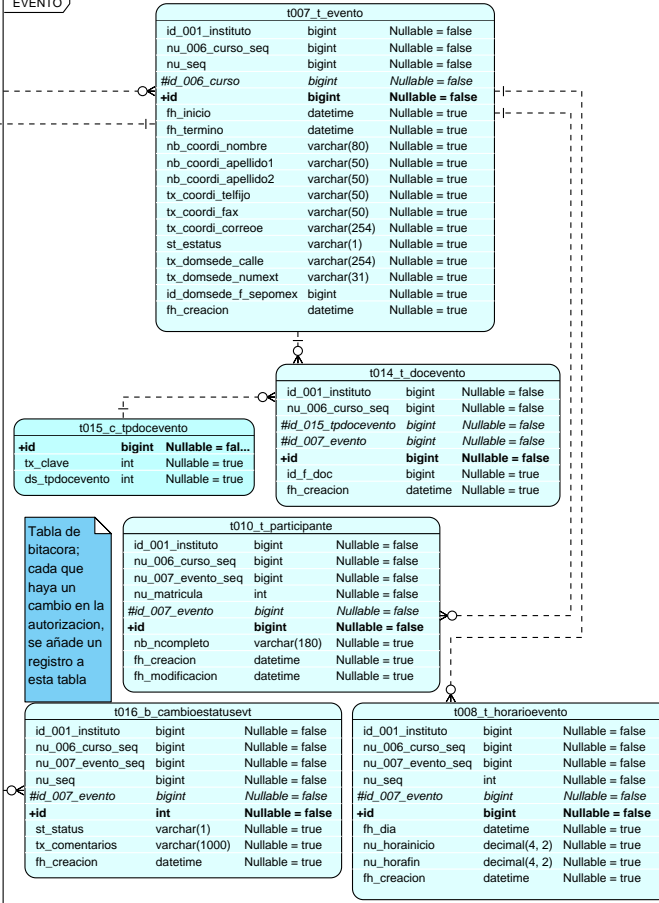 EVENTO
t007_t_evento
id_001_instituto bigint Nullable = false
nu_006_curso_seq bigint Nullable = false
nu_seq bigint Nullable = false
#id_006_curso bigint Nullable = false
+id bigint Nullable = false
fh_inicio datetime Nullable = true
fh_termino datetime Nullable = true
nb_coordi_nombre varchar(80) Nullable = true
nb_coordi_apellido1 varchar(50) Nullable = true
nb_coordi_apellido2 varchar(50) Nullable = true
tx_coordi_telfijo varchar(50) Nullable = true
tx_coordi_fax varchar(50) Nullable = true
tx_coordi_correoe varchar(254) Nullable = true
st_estatus varchar(1) Nullable = true
tx_domsede_calle varchar(254) Nullable = true
tx_domsede_numext varchar(31) Nullable = true
id_domsede_f_sepomex bigint Nullable = true
fh_creacion datetime Nullable = true
t014_t_docevento
id_001_instituto bigint Nullable = false
nu_006_curso_seq bigint Nullable = false
#id_015_tpdocevento bigint Nullable = false
#id_007_evento bigint Nullable = false
+id bigint Nullable = false
id_f_doc bigint Nullable = true
fh_creacion datetime Nullable = true
t015_c_tpdocevento
+id bigint Nullable = fal...
tx_clave int Nullable = true
ds_tpdocevento int Nullable = true
Tabla de
bitacora;
cada que
haya un
cambio en la
autorizacion,
se añade un
registro a
esta tabla
t010_t_participante
id_001_instituto bigint Nullable = false
nu_006_curso_seq bigint Nullable = false
nu_007_evento_seq bigint Nullable = false
nu_matricula int Nullable = false
#id_007_evento bigint Nullable = false
+id bigint Nullable = false
nb_ncompleto varchar(180) Nullable = true
fh_creacion datetime Nullable = true
fh_modificacion datetime Nullable = true
t016_b_cambioestatusevt
id_001_instituto bigint Nullable = false
nu_006_curso_seq bigint Nullable = false
nu_007_evento_seq bigint Nullable = false
nu_seq bigint Nullable = false
#id_007_evento bigint Nullable = false
+id int Nullable = false
st_status varchar(1) Nullable = true
tx_comentarios varchar(1000) Nullable = true
fh_creacion datetime Nullable = true
t008_t_horarioevento
id_001_instituto bigint Nullable = false
nu_006_curso_seq bigint Nullable = false
nu_007_evento_seq bigint Nullable = false
nu_seq int Nullable = false
#id_007_evento bigint Nullable = false
+id bigint Nullable = false
fh_dia datetime Nullable = true
nu_horainicio decimal(4, 2) Nullable = true
nu_horafin decimal(4, 2) Nullable = true
fh_creacion datetime Nullable = true